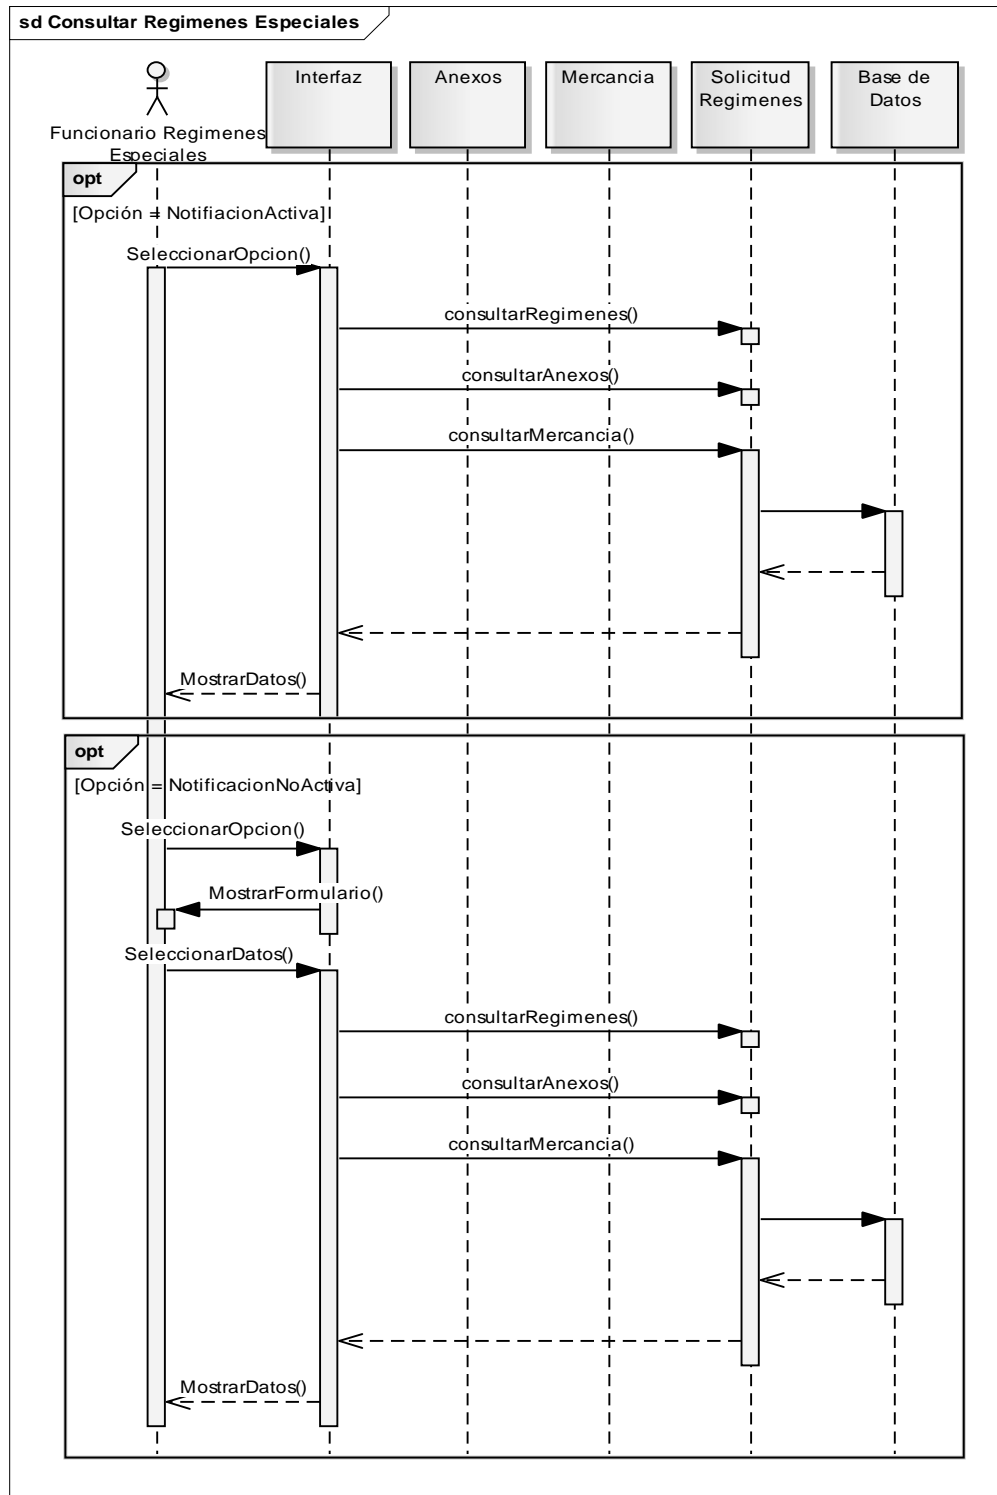 sd Consultar Regimenes Especiales
Funcionario Regimenes
Especiales
Interfaz
Anexos
Mercancia
Solicitud
Regimenes
Base de
Datos
opt
[Opción = NotifiacionActiva]
SeleccionarOpcion()
consultarRegimenes()
consultarAnexos()
consultarMercancia()
MostrarDatos()
opt
[Opción = NotificacionNoActiva]
SeleccionarOpcion()
MostrarFormulario()
SeleccionarDatos()
consultarRegimenes()
consultarAnexos()
consultarMercancia()
MostrarDatos()